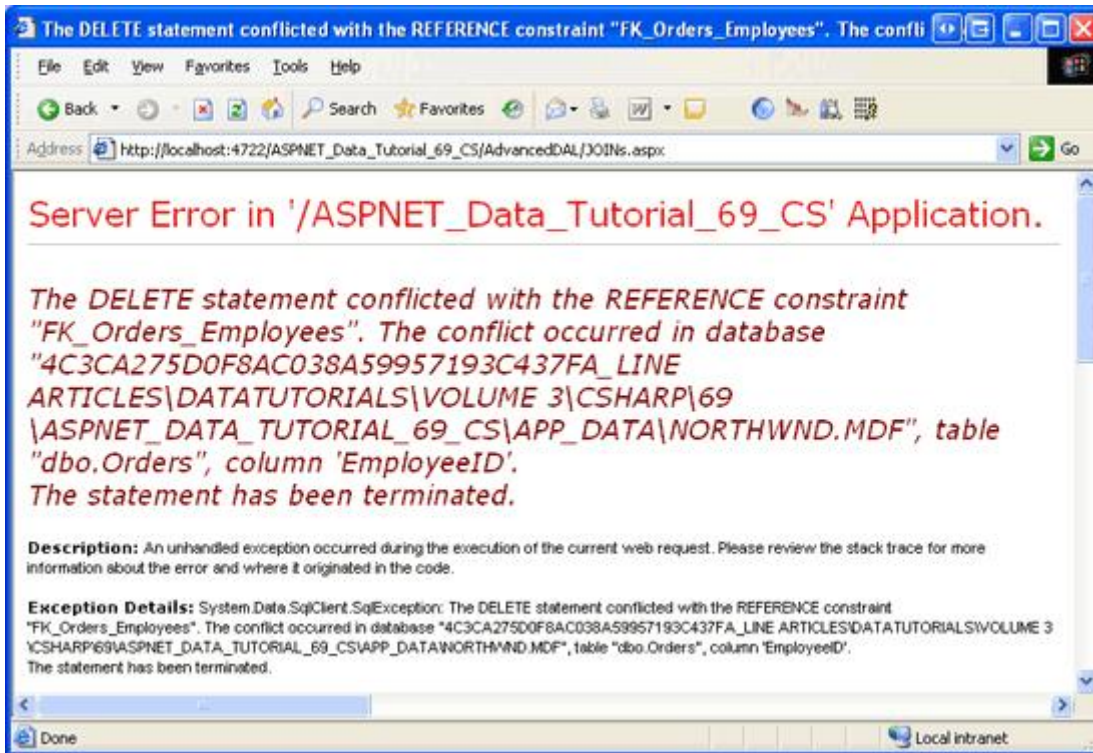 The DELETE statement conflicted with the REFERENCE constraint "FK_Orders_Employees". The confli
File Edit View Favorites Tools Help
Back Search Favorites
Address http://localhost:4722/ASPNET_Data_Tutorial_69_CS/AdvancedDAL/JOINs.aspx Go
Server Error in '/ASPNET_Data_Tutorial_69_CS' Application.
The DELETE statement conflicted with the REFERENCE constraint
"FK_Orders_Employees". The conflict occurred in database
"4C3CA275D0F8AC038A59957193C437FA_LINE
ARTICLES\DATATUTORIALS\VOLUME 3\CSHARP\69
\ASPNET_DATA_TUTORIAL_69_CS\APP_DATA\NORTHWND.MDF", table
"dbo.Orders", column 'EmployeeID'.
The statement has been terminated.
Description: An unhandled exception occurred during the execution of the current web request. Please review the stack trace for more
information about the error and where it originated in the code.
Exception Details: System.Data.SqlClient.SqlException: The DELETE statement conflicted with the REFERENCE constraint
"FK_Orders_Employees". The conflict occurred in database "4C3CA275D0F8AC038A59957193C437FA_LINE ARTICLES\DATATUTORIALS\VOLUME 3
\CSHARP\69\ASPNET_DATA_TUTORIAL_69_CS\APP_DATA\NORTHWND.MDF", table "dbo.Orders", column 'EmployeeID'.
The statement has been terminated.
Done Local intranet